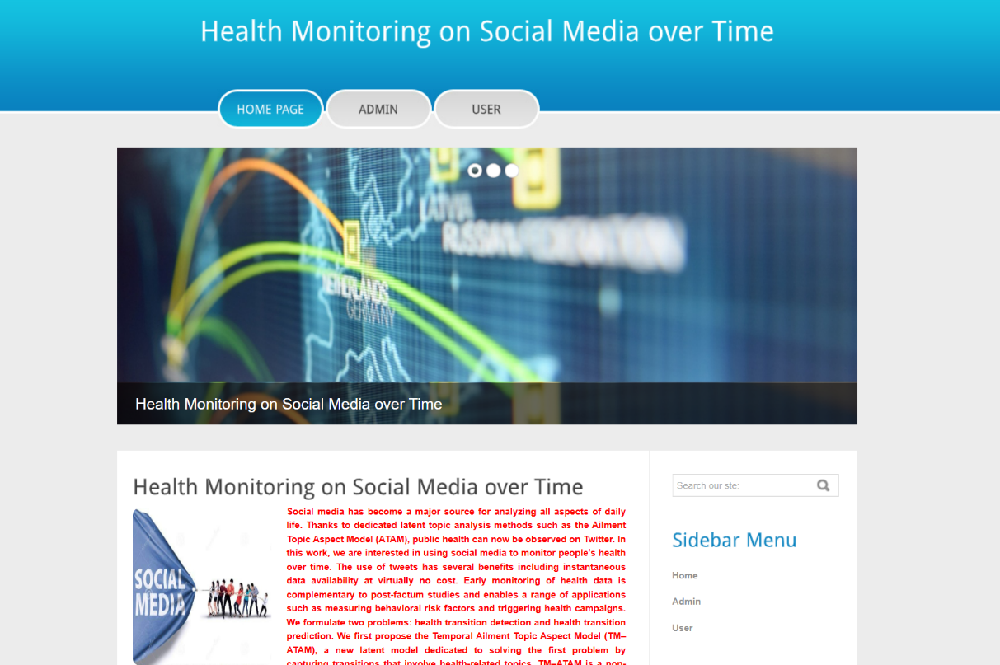 Health Monitoring on Social Media over Time
HOME PAGE
ADMIN
USER
LATVIA
RUSSIAN FEDERATION
NETHERLANDS
GERMANY
Health Monitoring on Social Media over Time
Health Monitoring on Social Media over Time
SOCIAL
MEDIA
Social media has become a major source for analyzing all aspects of daily
life. Thanks to dedicated latent topic analysis methods such as the Ailment
Topic Aspect Model (ATAM), public health can now be observed on Twitter. In
this work, we are interested in using social media to monitor people's health
over time. The use of tweets has several benefits including instantaneous
data availability at virtually no cost. Early monitoring of health data is
complementary to post-factum studies and enables a range of applications
such as measuring behavioral risk factors and triggering health campaigns.
We formulate two problems: health transition detection and health transition
prediction. We first propose the Temporal Ailment Topic Aspect Model (TM–
ATAM), a new latent model dedicated to solving the first problem by
capturing transitions that involve health-related topics. TM–ATAM is a non-
Search our ste:
Sidebar Menu
Home
Admin
User